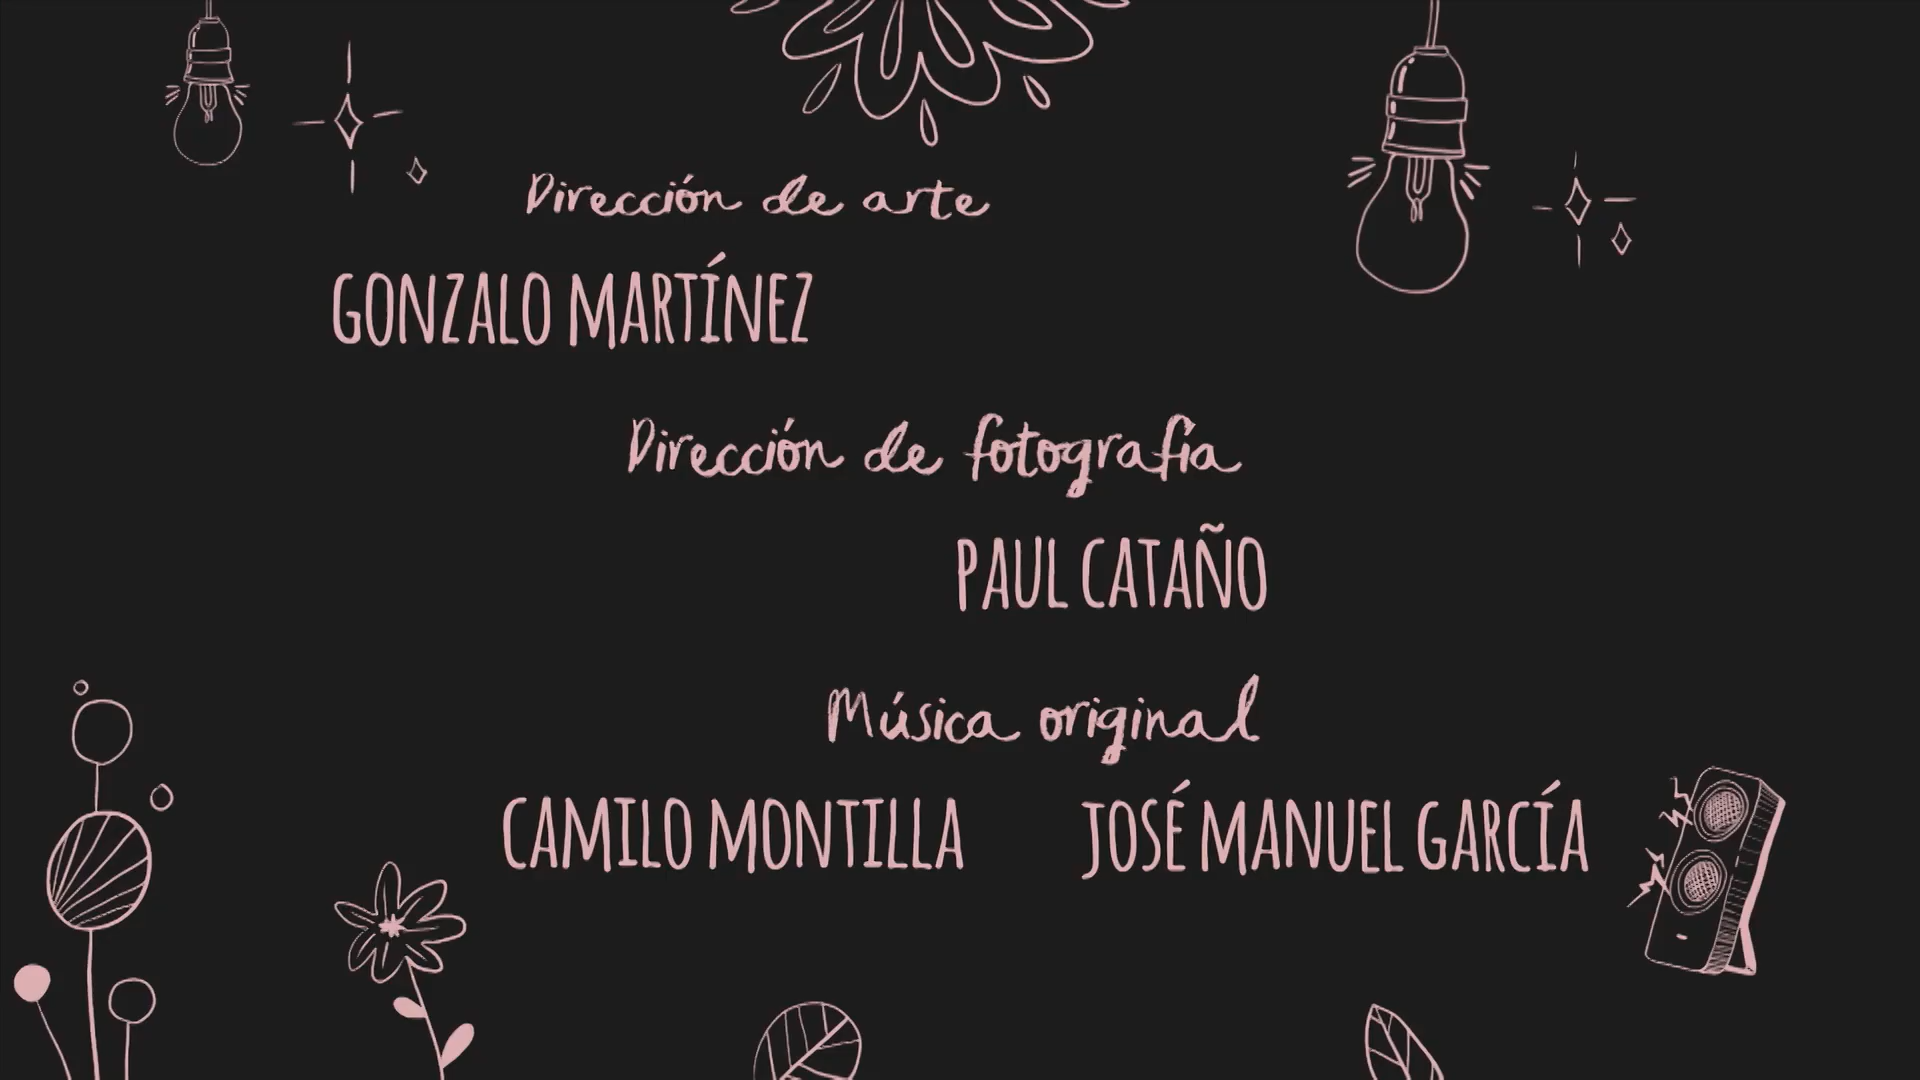 Dirección de arte
GONZALO MARTÍNEZ
Dirección de fotografía
PAUL CATAÑO
Música original
CAMILO MONTILLA JOSÉ MANUEL GARCÍA